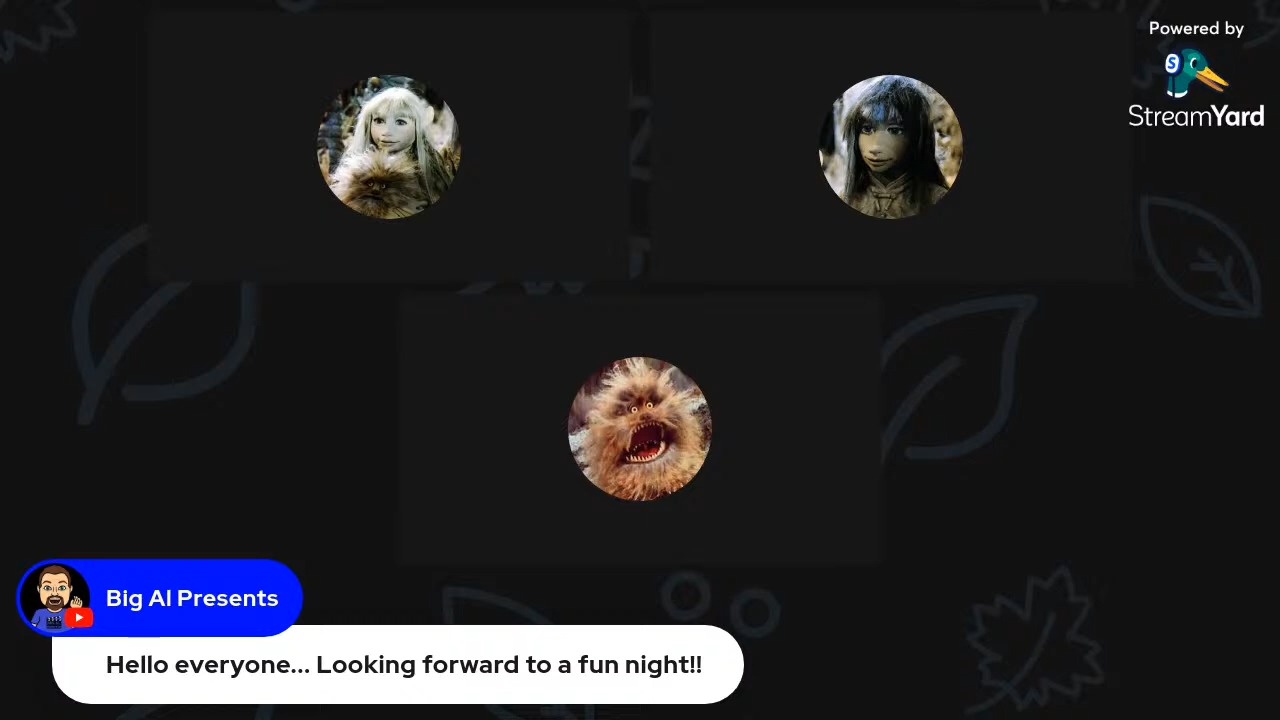 Powered by
StreamYard
Big Al Presents
Hello everyone... Looking forward to a fun night!!